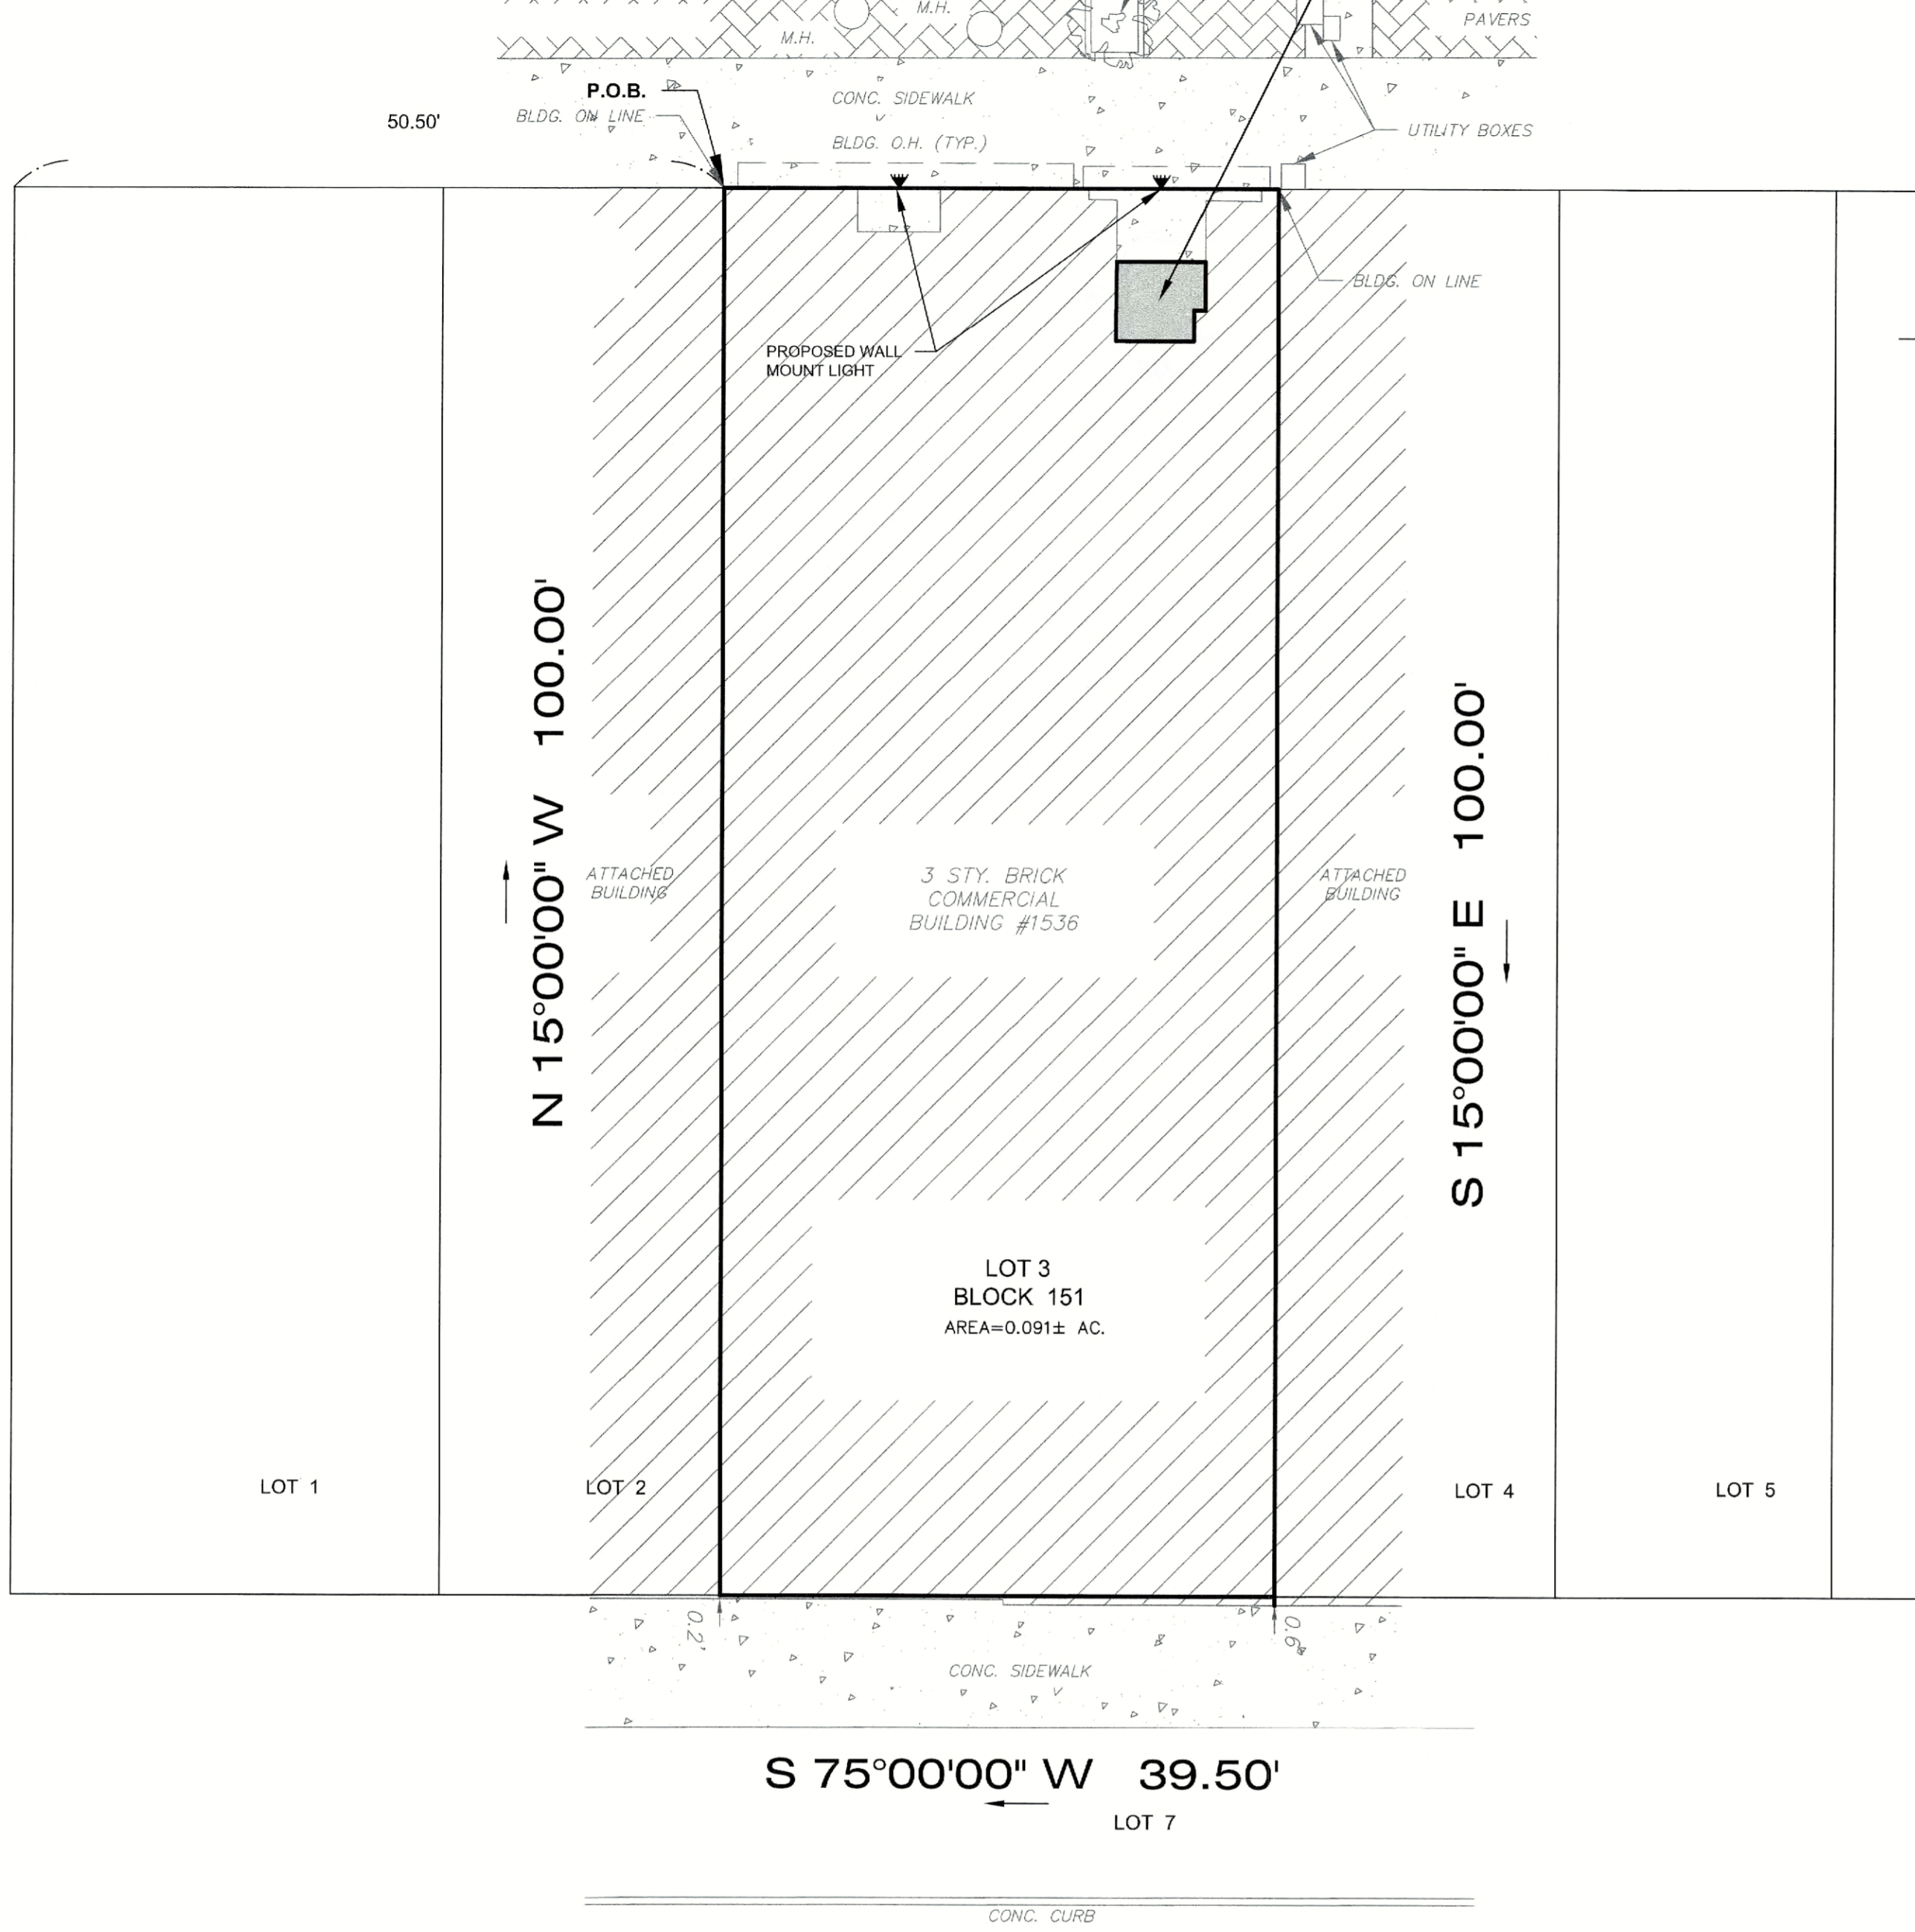 M.H.
M.H.
PAVERS
P.O.B.
BLDG. ON LINE
50.50'
CONC. SIDEWALK
BLDG. O.H. (TYP.)
UTILITY BOXES
BLDG. ON LINE
PROPOSED WALL
MOUNT LIGHT
N 15°00'00" W 100.00'
S 15°00'00" E 100.00'
ATTACHED
BUILDING
3 STY. BRICK
COMMERCIAL
BUILDING #1536
ATTACHED
BUILDING
LOT 3
BLOCK 151
AREA=0.091± AC.
LOT 1
LOT 2
LOT 4
LOT 5
0.2'
0.6'
CONC. SIDEWALK
S 75°00'00" W 39.50'
LOT 7
CONC. CURB